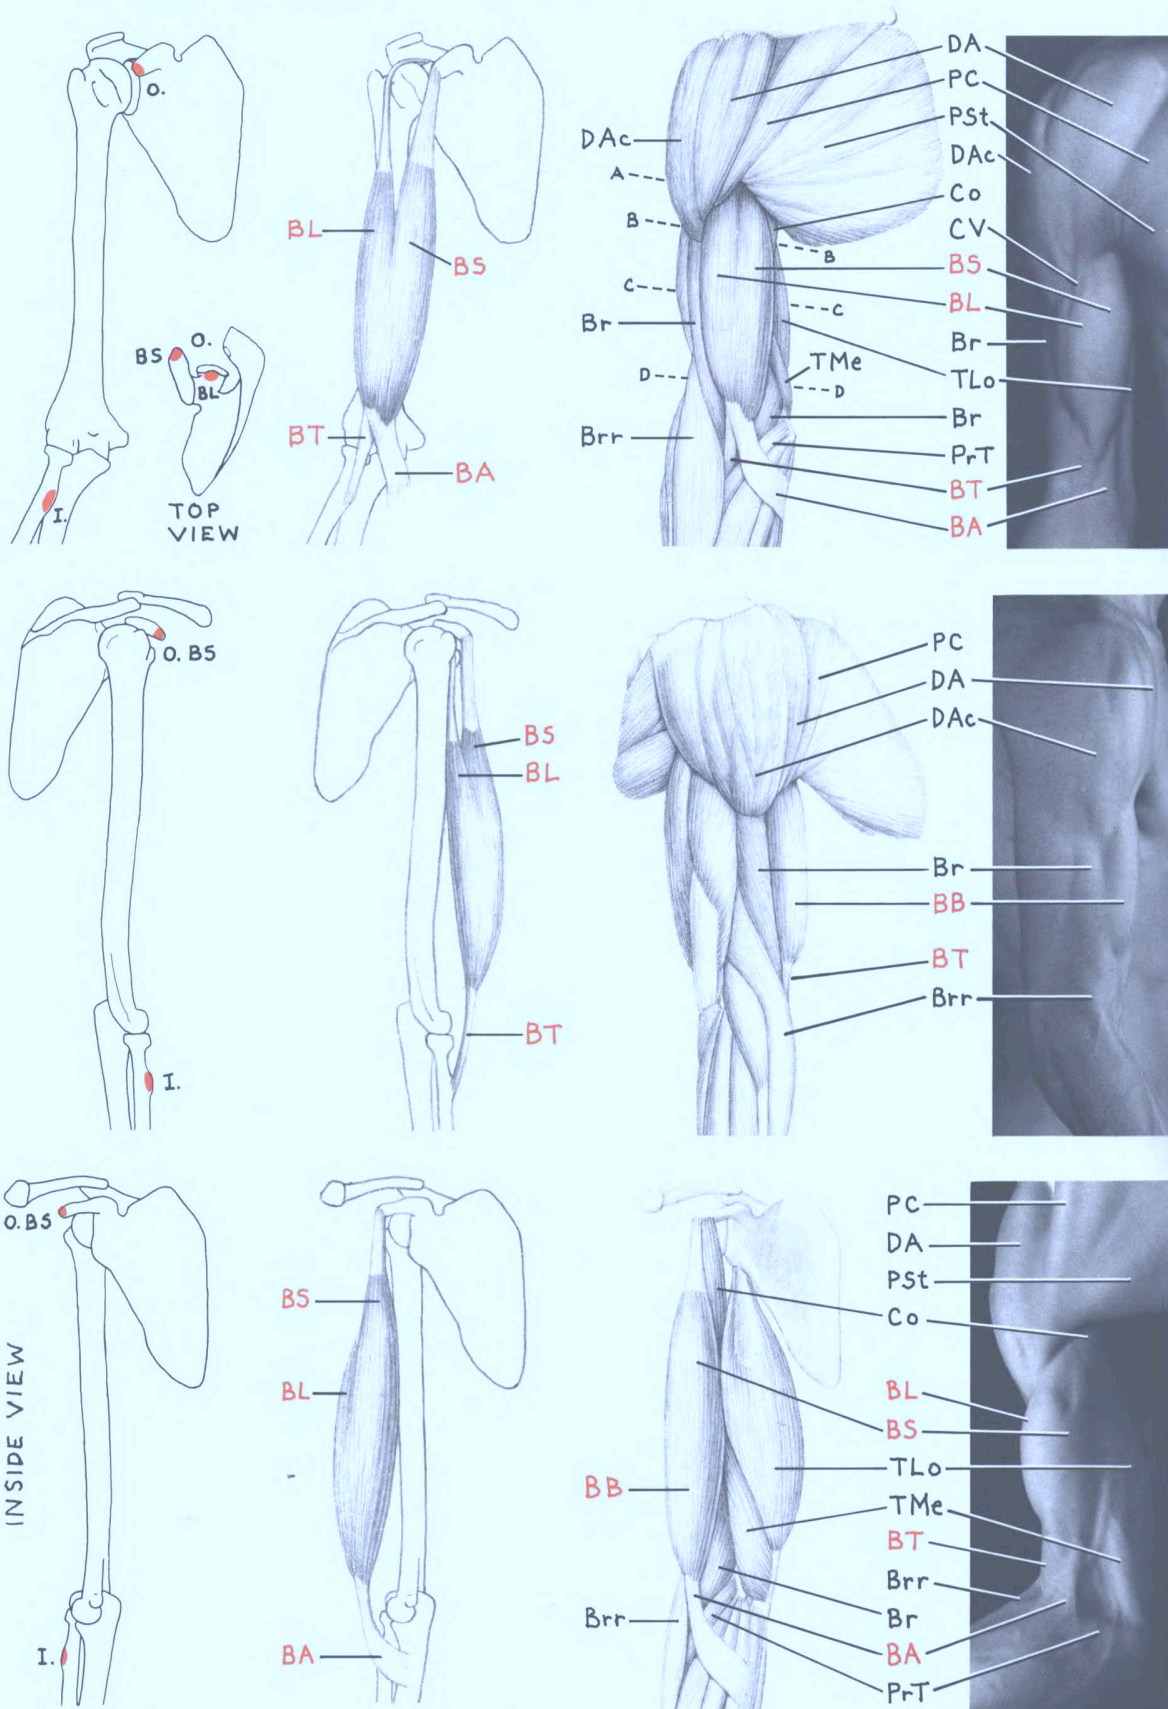 O.
I.
BS
O.
BL
TOP
VIEW
BL
BS
BT
BA
DAc
A
B
C
Br
D
Brr
B
C
TMe
D
DA
PC
PSt
DAc
Co
CV
BS
BL
Br
TLo
Br
PrT
BT
BA
O. BS
I.
BS
BL
BT
PC
DA
DAc
Br
BB
BT
Brr
O. BS
INSIDE VIEW
I.
BS
BL
BA
BB
Brr
PC
DA
PSt
Co
BL
BS
TLo
TMe
BT
Brr
Br
BA
PrT